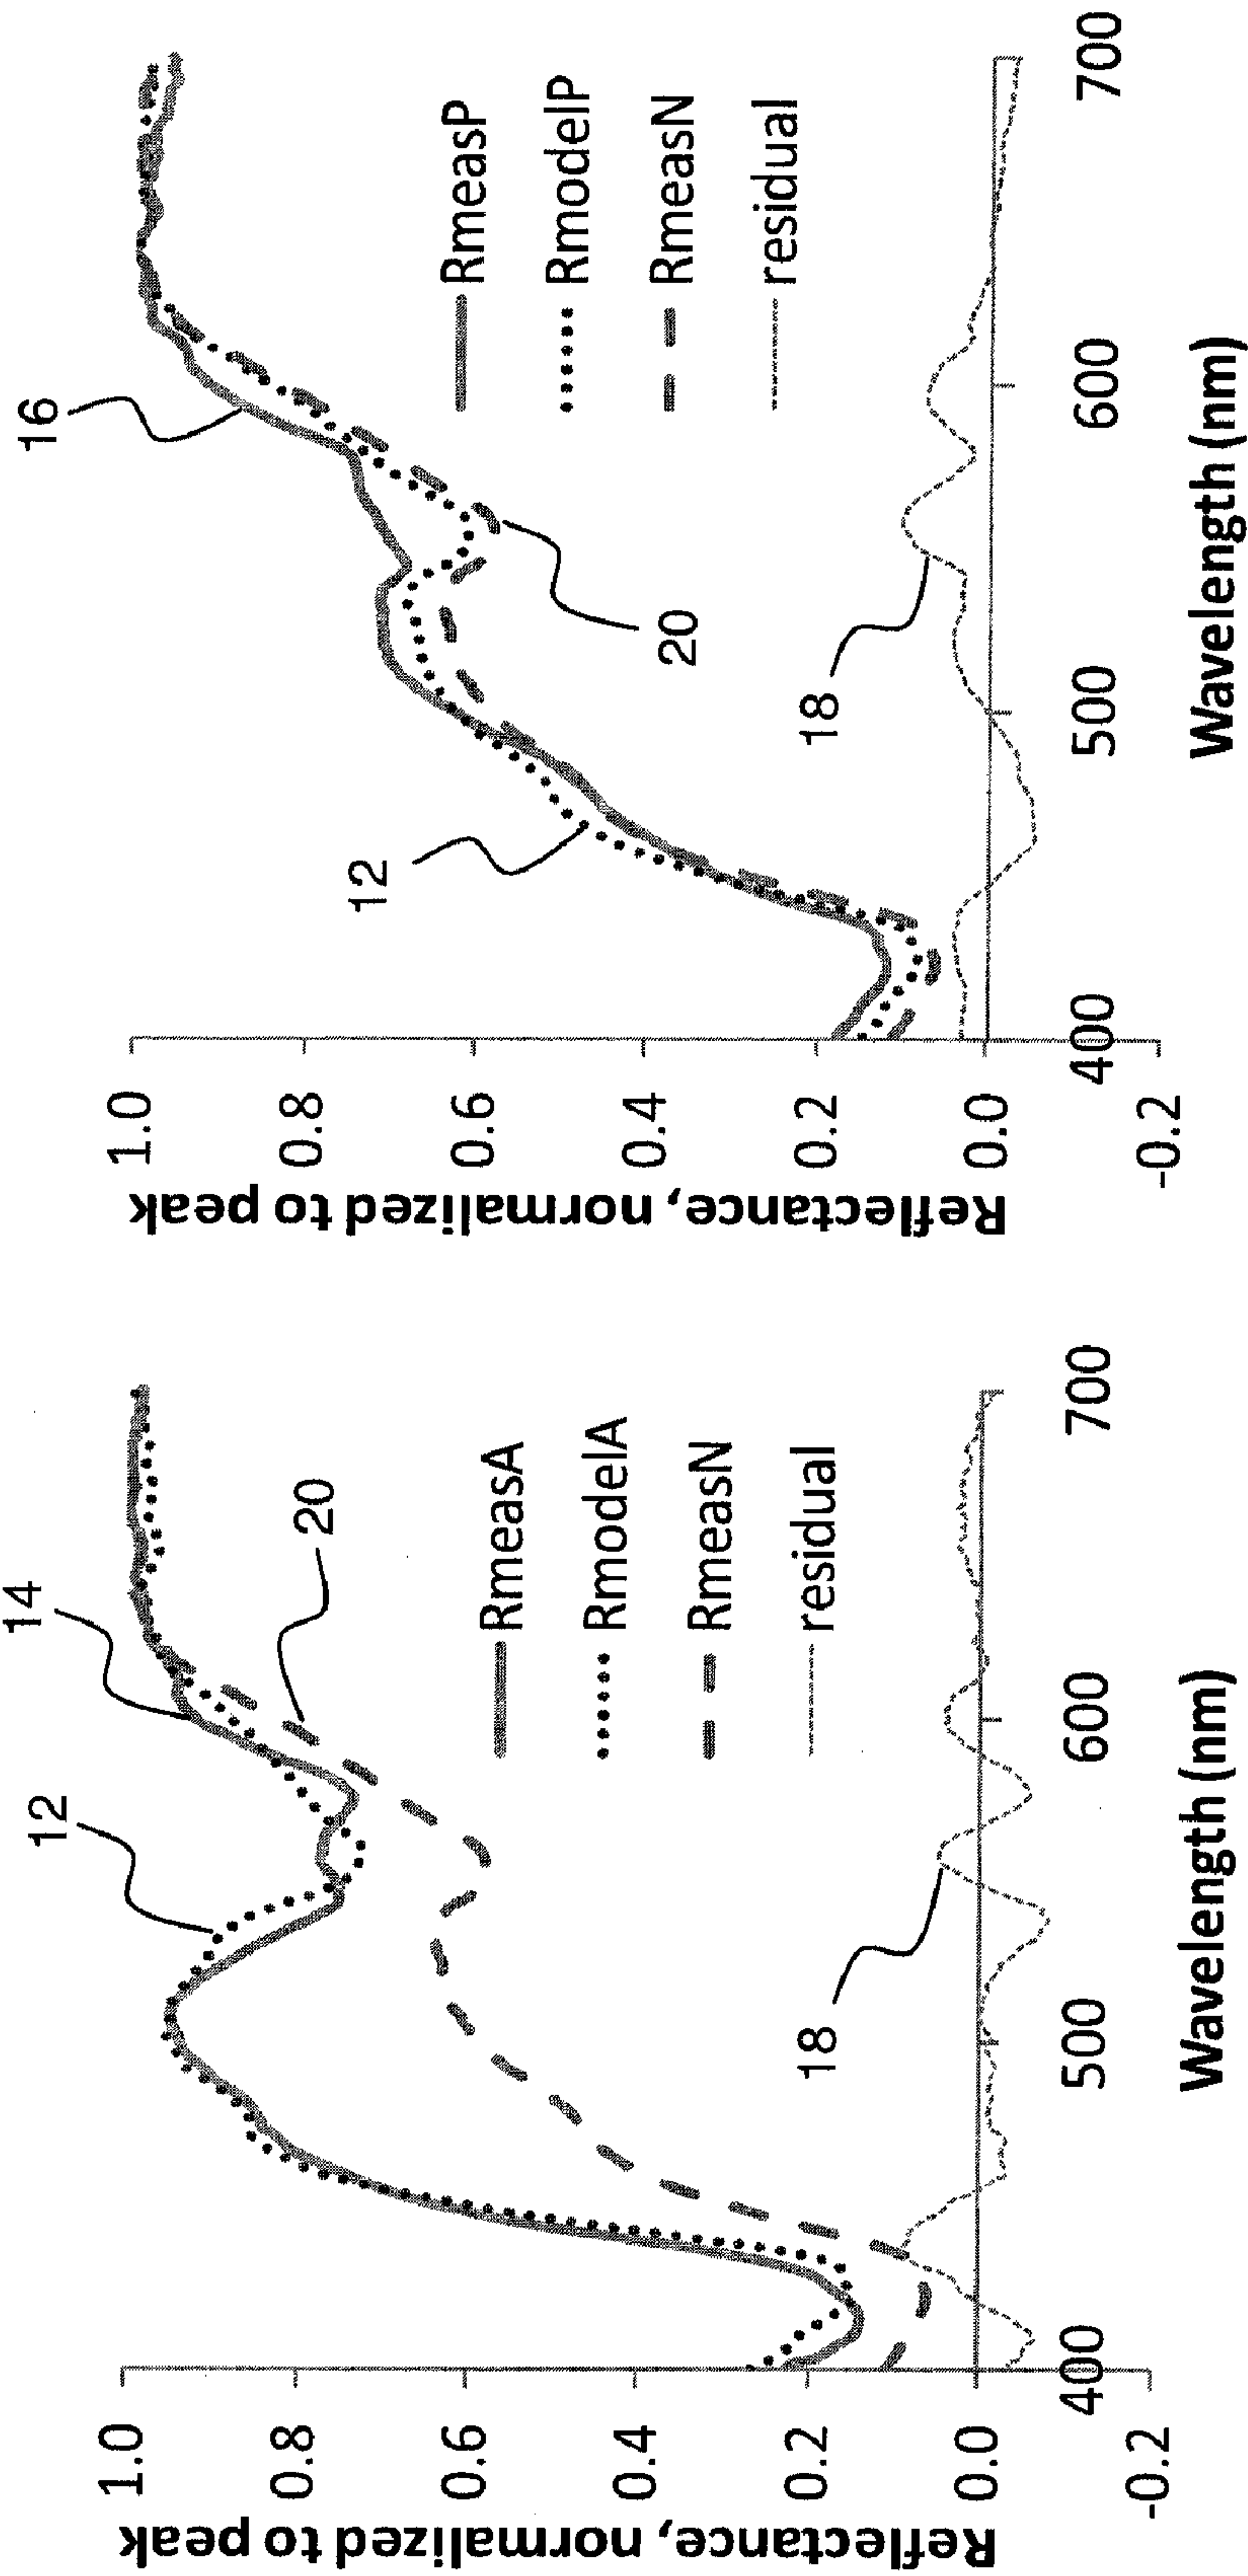 Reflectance, normalized to peak
1.0
0.8
0.6
0.4
0.2
0.0
-0.2
400
500
600
700
Wavelength (nm)
12
14
20
18
RmeasA
RmodelA
RmeasN
residual
Reflectance, normalized to peak
1.0
0.8
0.6
0.4
0.2
0.0
-0.2
400
500
600
700
Wavelength (nm)
12
16
20
18
RmeasP
RmodelP
RmeasN
residual